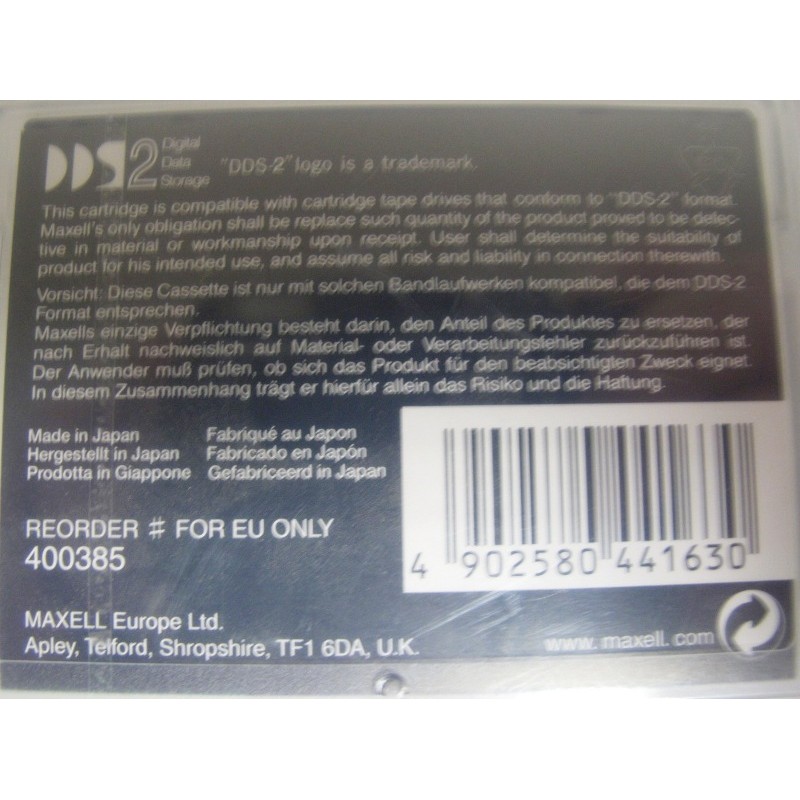 DDS2 Digital
Data
Storage
"DDS-2" logo is a trademark.
This cartridge is compatible with cartridge tape drives that conform to "DDS-2" format.
Maxell's only obligation shall be replace such quantity of the product proved to be defec-
tive in material or workmanship upon receipt. User shall determine the suitability of
product for his intended use, and assume all risk and liability in connection therewith.
Vorsicht: Diese Cassette ist nur mit solchen Bandlaufwerken kompatibel, die dem DDS-2
Format entsprechen.
Maxells einzige Verpflichtung besteht darin, den Anteil des Produktes zu ersetzen, der
nach Erhalt nachweislich auf Material- oder Verarbeitungsfehler zurückzuführen ist.
Der Anwender muß prüfen, ob sich das Produkt für den beabsichtigten Zweck eignet.
In diesem Zusammenhang trägt er hierfür allein das Risiko und die Haftung.
Made in Japan Fabriqué au Japon
Hergestellt in Japan Fabricado en Japón
Prodotta in Giappone Gefabriceerd in Japan
REORDER # FOR EU ONLY
400385
4 902580 441630
MAXELL Europe Ltd.
Apley, Telford, Shropshire, TF1 6DA, U.K.
www. maxell. com